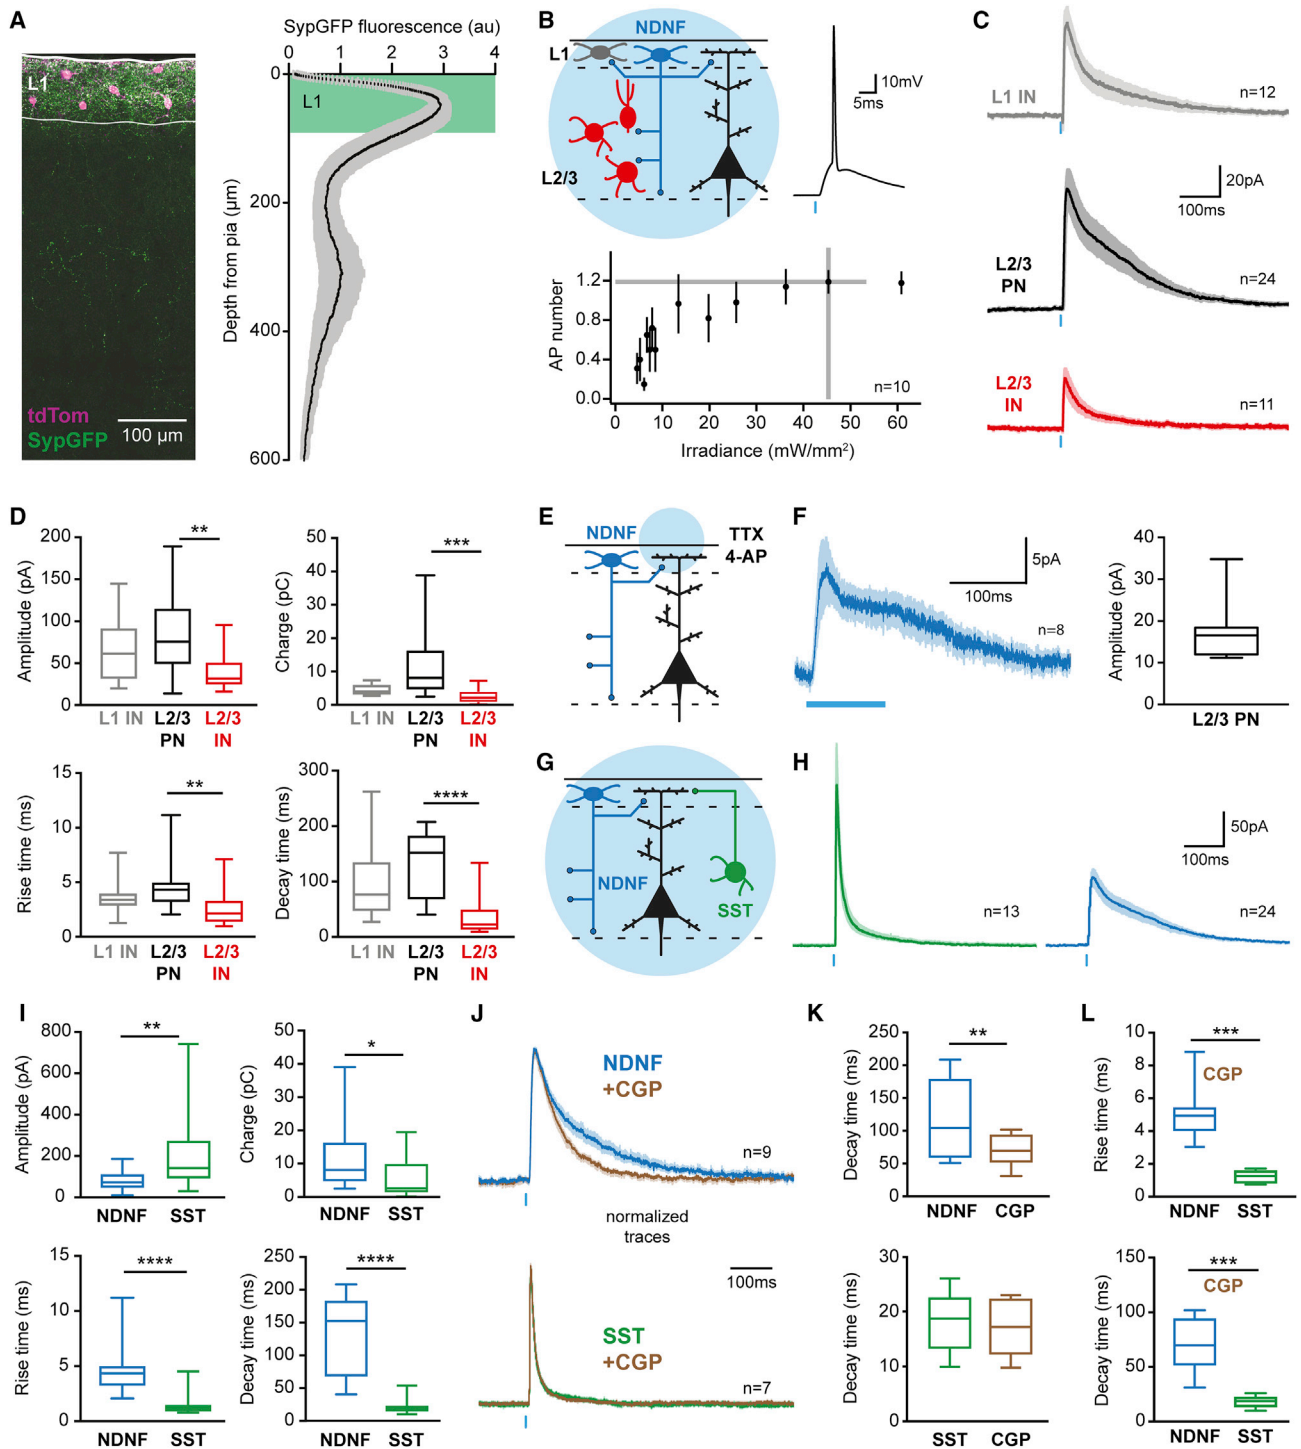 A
SypGFP fluorescence (au)
0 1 2 3 4
0
200
400
600
Depth from pia (µm)
L1
L1
tdTom
SypGFP
100 µm
B
NDNF
L1
L2/3
10mV
5ms
AP number
1.2
0.8
0.4
0.0
n=10
0 10 20 30 40 50 60
Irradiance (mW/mm²)
C
L1 IN
n=12
20pA
100ms
L2/3
PN
n=24
L2/3
IN
n=11
D
Amplitude (pA)
200
150
100
50
0
**
L1 IN L2/3 PN L2/3 IN
Charge (pC)
50
40
30
20
10
0
***
L1 IN L2/3 PN L2/3 IN
Rise time (ms)
15
10
5
0
**
L1 IN L2/3 PN L2/3 IN
Decay time (ms)
300
200
100
0
****
L1 IN L2/3 PN L2/3 IN
E
NDNF
TTX
4-AP
F
5pA
100ms
n=8
Amplitude (pA)
40
30
20
10
0
L2/3 PN
G
NDNF
SST
H
50pA
100ms
n=13
n=24
I
Amplitude (pA)
800
600
400
200
0
**
NDNF SST
Charge (pC)
50
40
30
20
10
0
*
NDNF SST
Rise time (ms)
15
10
5
0
****
NDNF SST
Decay time (ms)
250
200
150
100
50
0
****
NDNF SST
J
NDNF
+CGP
n=9
normalized
traces
100ms
SST
+CGP
n=7
K
Decay time (ms)
250
200
150
100
50
0
**
NDNF CGP
Decay time (ms)
30
20
10
0
SST CGP
L
Rise time (ms)
10
8
6
4
2
0
***
CGP
NDNF SST
Decay time (ms)
150
100
50
0
***
CGP
NDNF SST